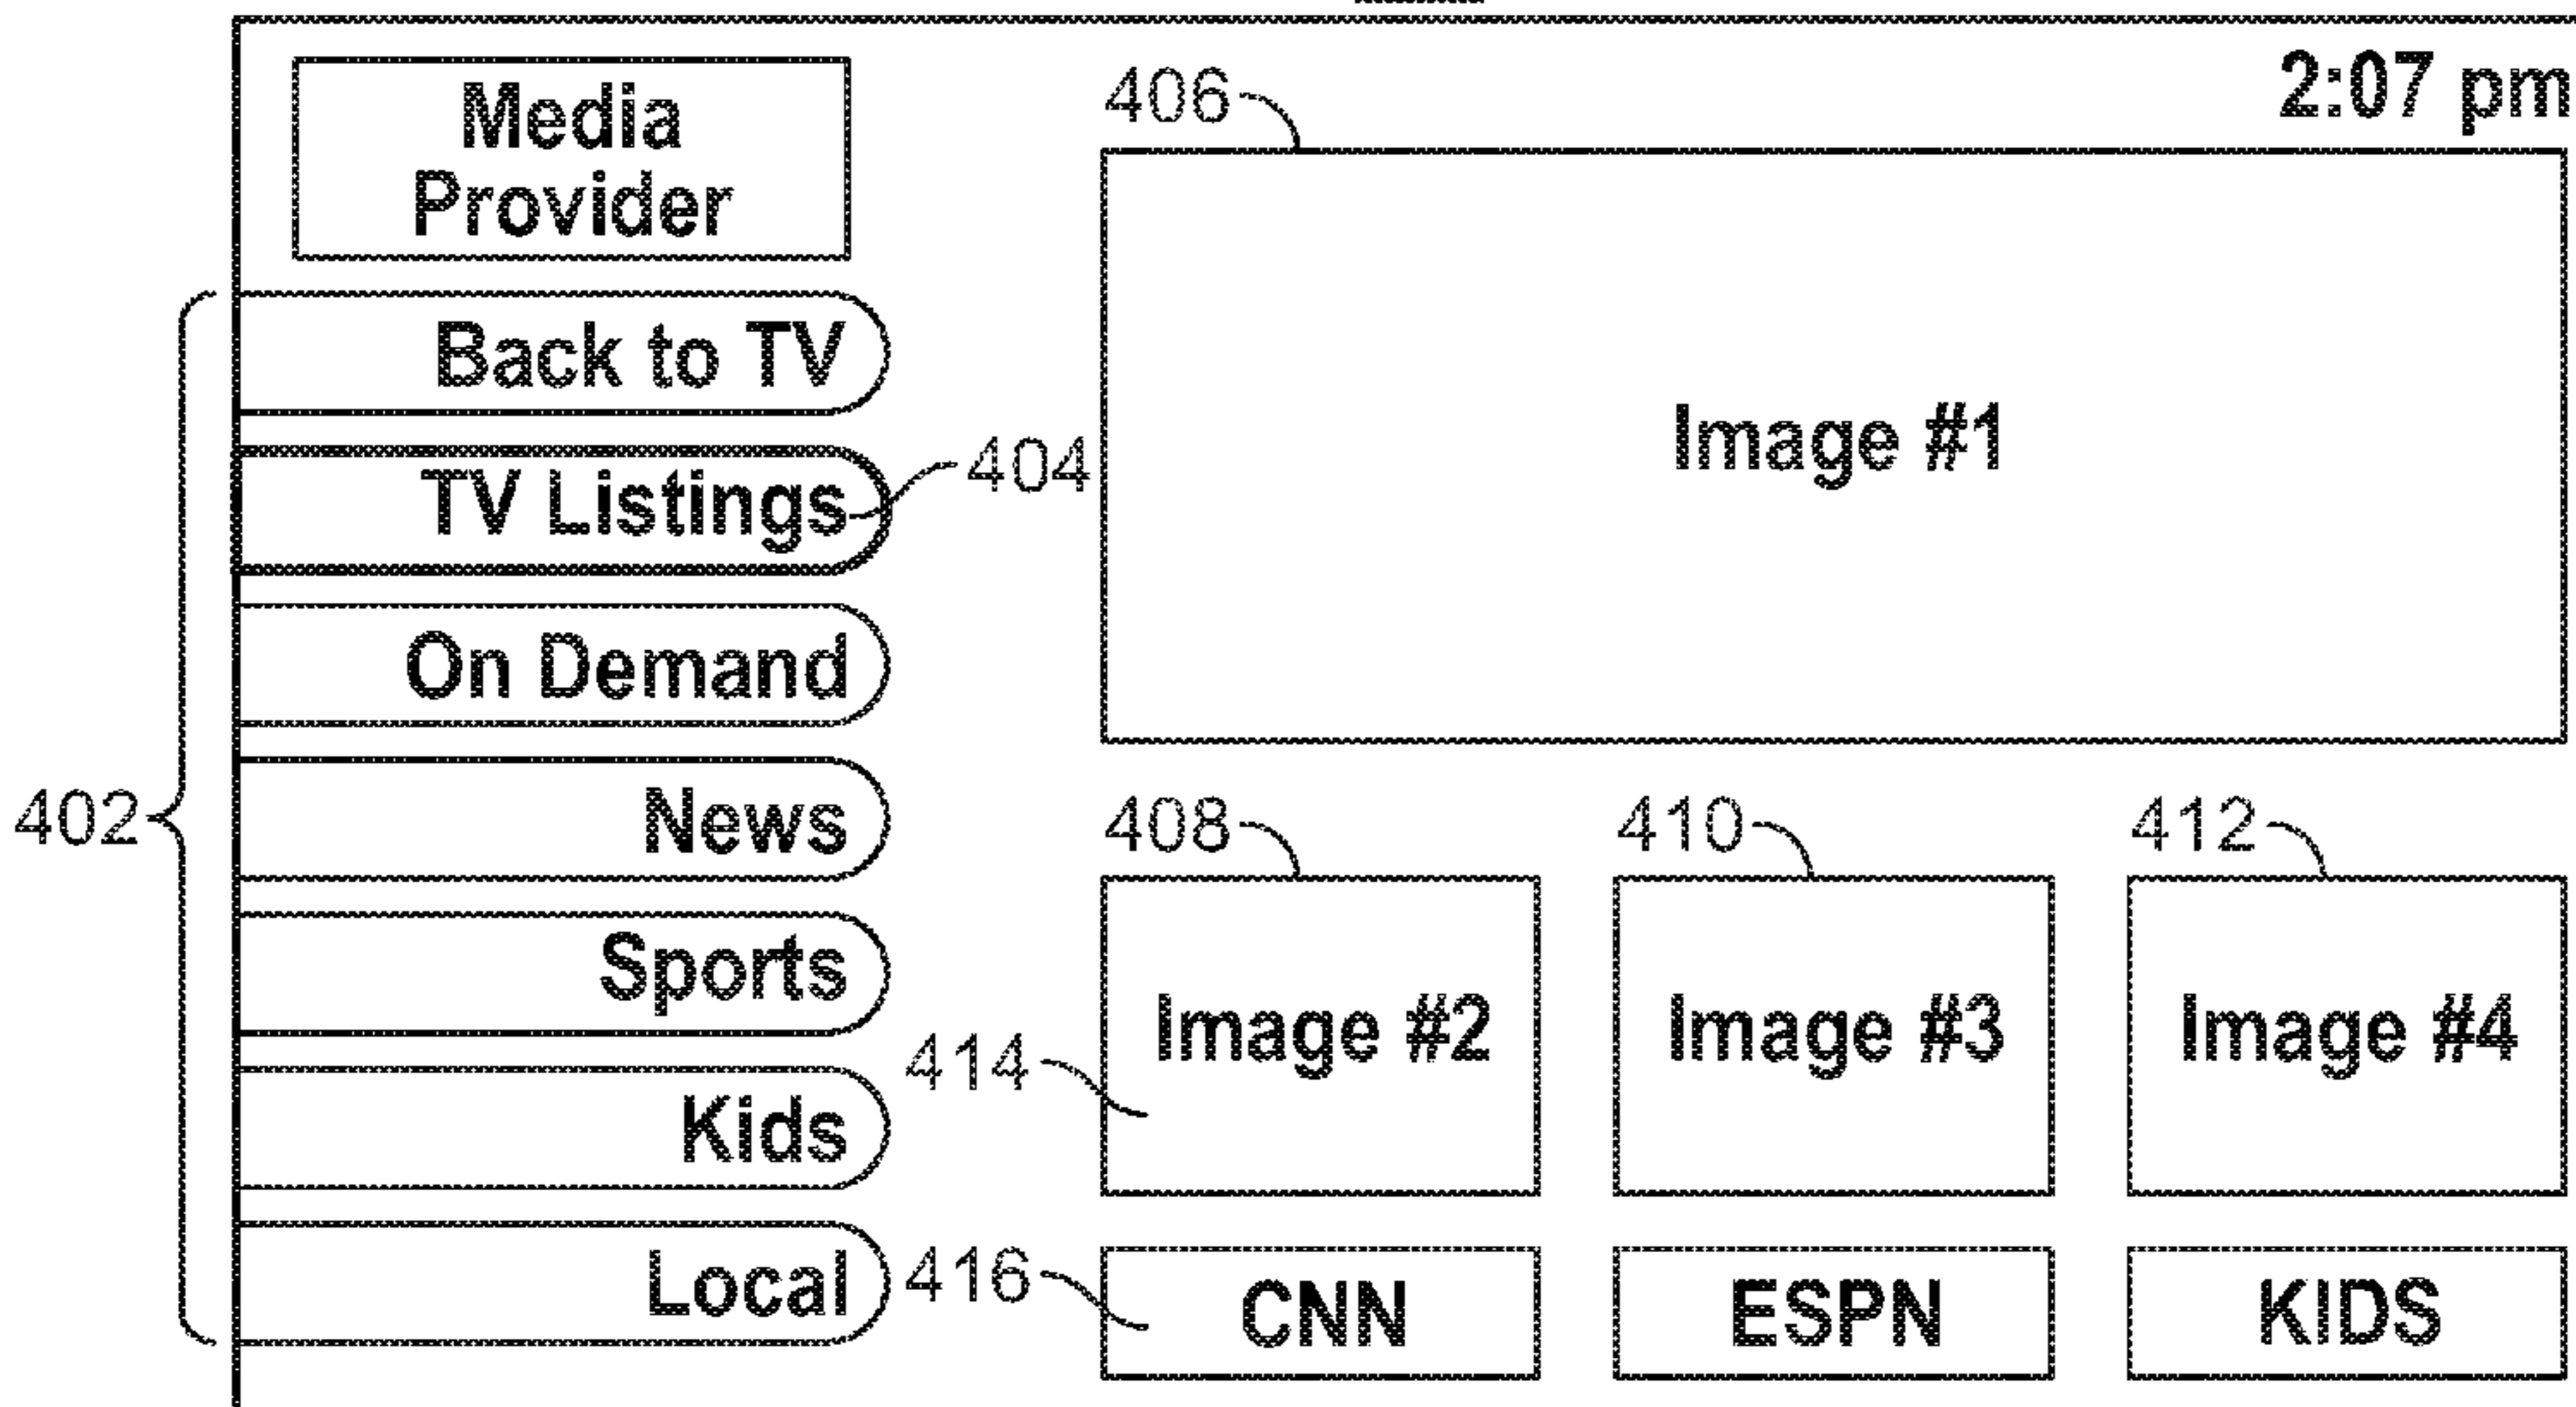 2:07 pm
Media
Provider
406
Back to TV
TV Listings
404
Image #1
On Demand
402
News
408
410
412
Sports
Image #2
Image #3
Image #4
414
Kids
Local
416
CNN
ESPN
KIDS